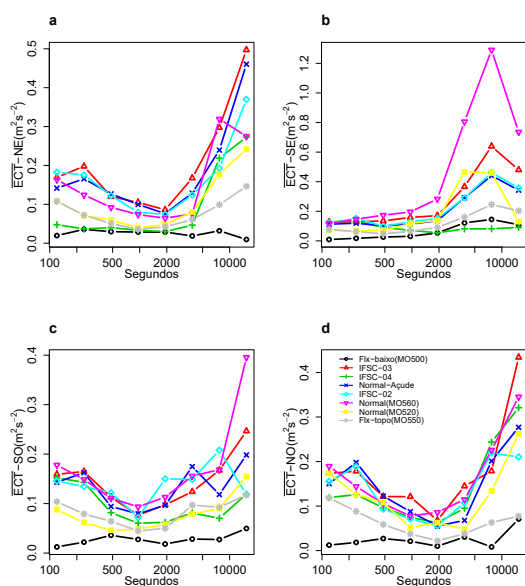 a
b
ECT−NE(m²s⁻²)
0.0 0.1 0.2 0.3 0.4 0.5
100 500 2000 10000
Segundos
ECT−SE(m²s⁻²)
0.0 0.2 0.4 0.6 0.8 1.0 1.2
100 500 2000 10000
Segundos
c
d
ECT−SO(m²s⁻²)
0.0 0.1 0.2 0.3 0.4
100 500 2000 10000
Segundos
ECT−NO(m²s⁻²)
0.0 0.1 0.2 0.3 0.4
Flx−baixo(MO500)
IFSC−03
IFSC−04
Normal−Açude
IFSC−02
Normal(MO560)
Normal(MO520)
Flx−topo(MO550)
100 500 2000 10000
Segundos